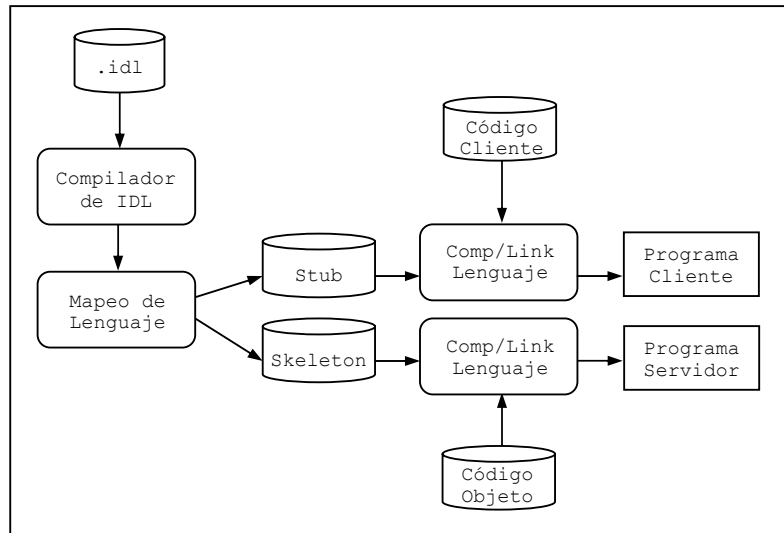 .idl
Código
Cliente
Compilador
de IDL
Comp/Link
Lenguaje
Programa
Cliente
Stub
Mapeo de
Lenguaje
Skeleton
Comp/Link
Lenguaje
Programa
Servidor
Código
Objeto